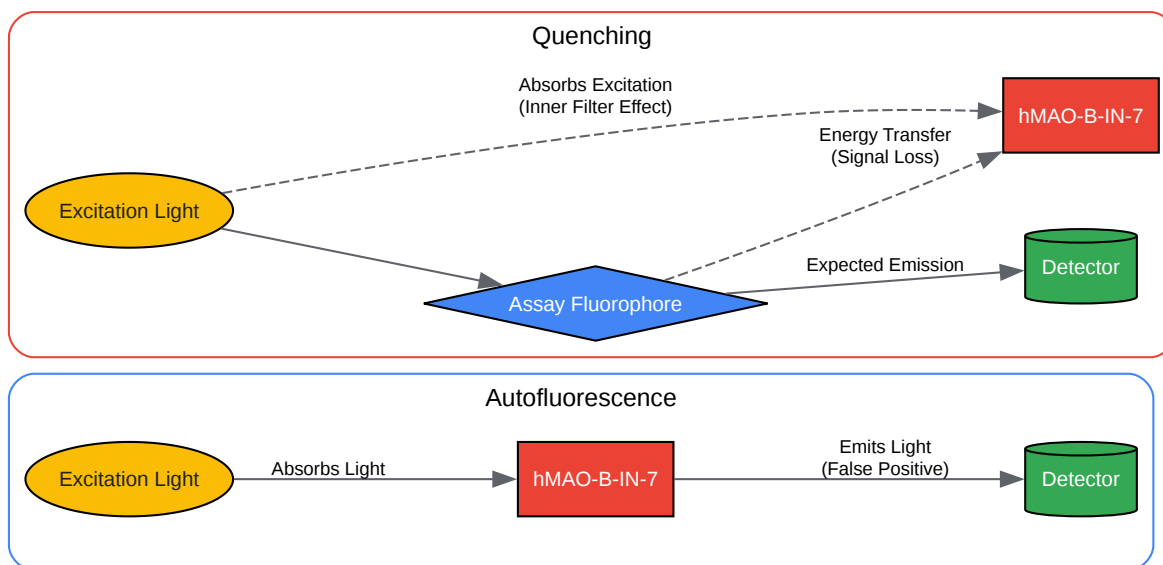 Quenching
Absorbs Excitation
(Inner Filter Effect)
hMAO-B-IN-7
Energy Transfer
(Signal Loss)
Excitation Light
Expected Emission
Detector
Assay Fluorophore
Autofluorescence
Excitation Light
Absorbs Light
hMAO-B-IN-7
Emits Light
(False Positive)
Detector